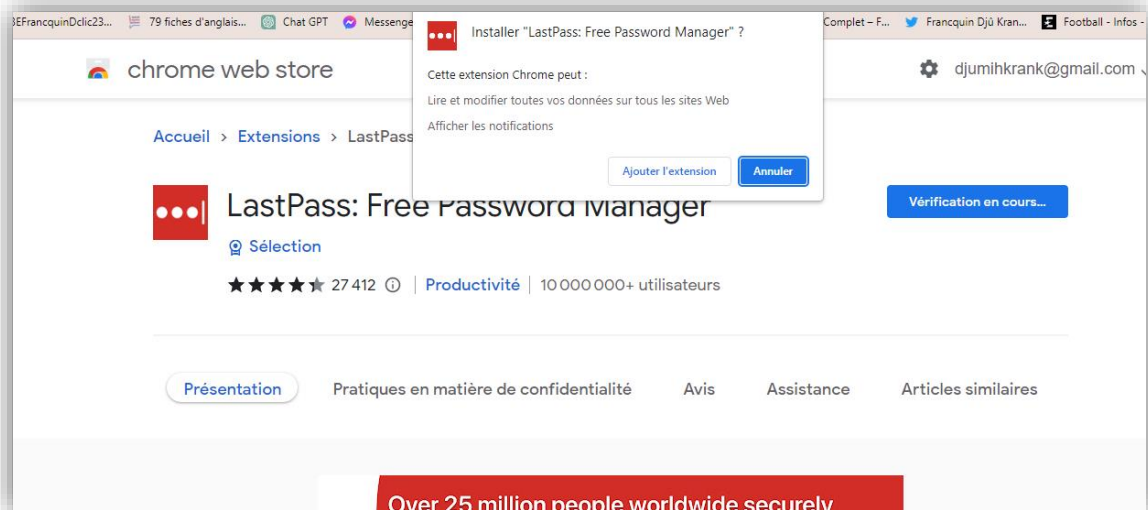 EFrancquinDclic23... 79 fiches d'anglais... Chat GPT Messenge Complet – F... Francquin Djû Kran... Football - Infos -
Installer "LastPass: Free Password Manager" ?
chrome web store
djumihkrank@gmail.com
Cette extension Chrome peut :
Lire et modifier toutes vos données sur tous les sites Web
Afficher les notifications
Accueil > Extensions > LastPass
Ajouter l'extension Annuler
LastPass: Free Password Manager
Vérification en cours...
Sélection
27 412 Productivité 10 000 000+ utilisateurs
Présentation Pratiques en matière de confidentialité Avis Assistance Articles similaires
Over 25 million people worldwide securely